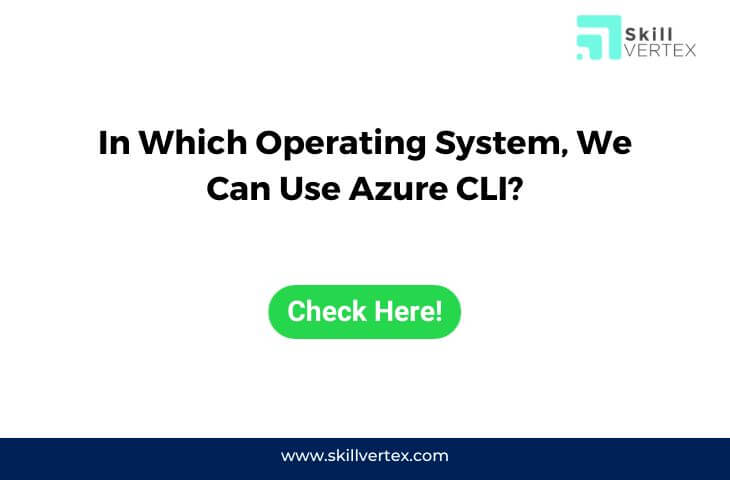 Skill
VERTEX
In Which Operating System, We
Can Use Azure CLI?
Check Here!
www.skillvertex.com